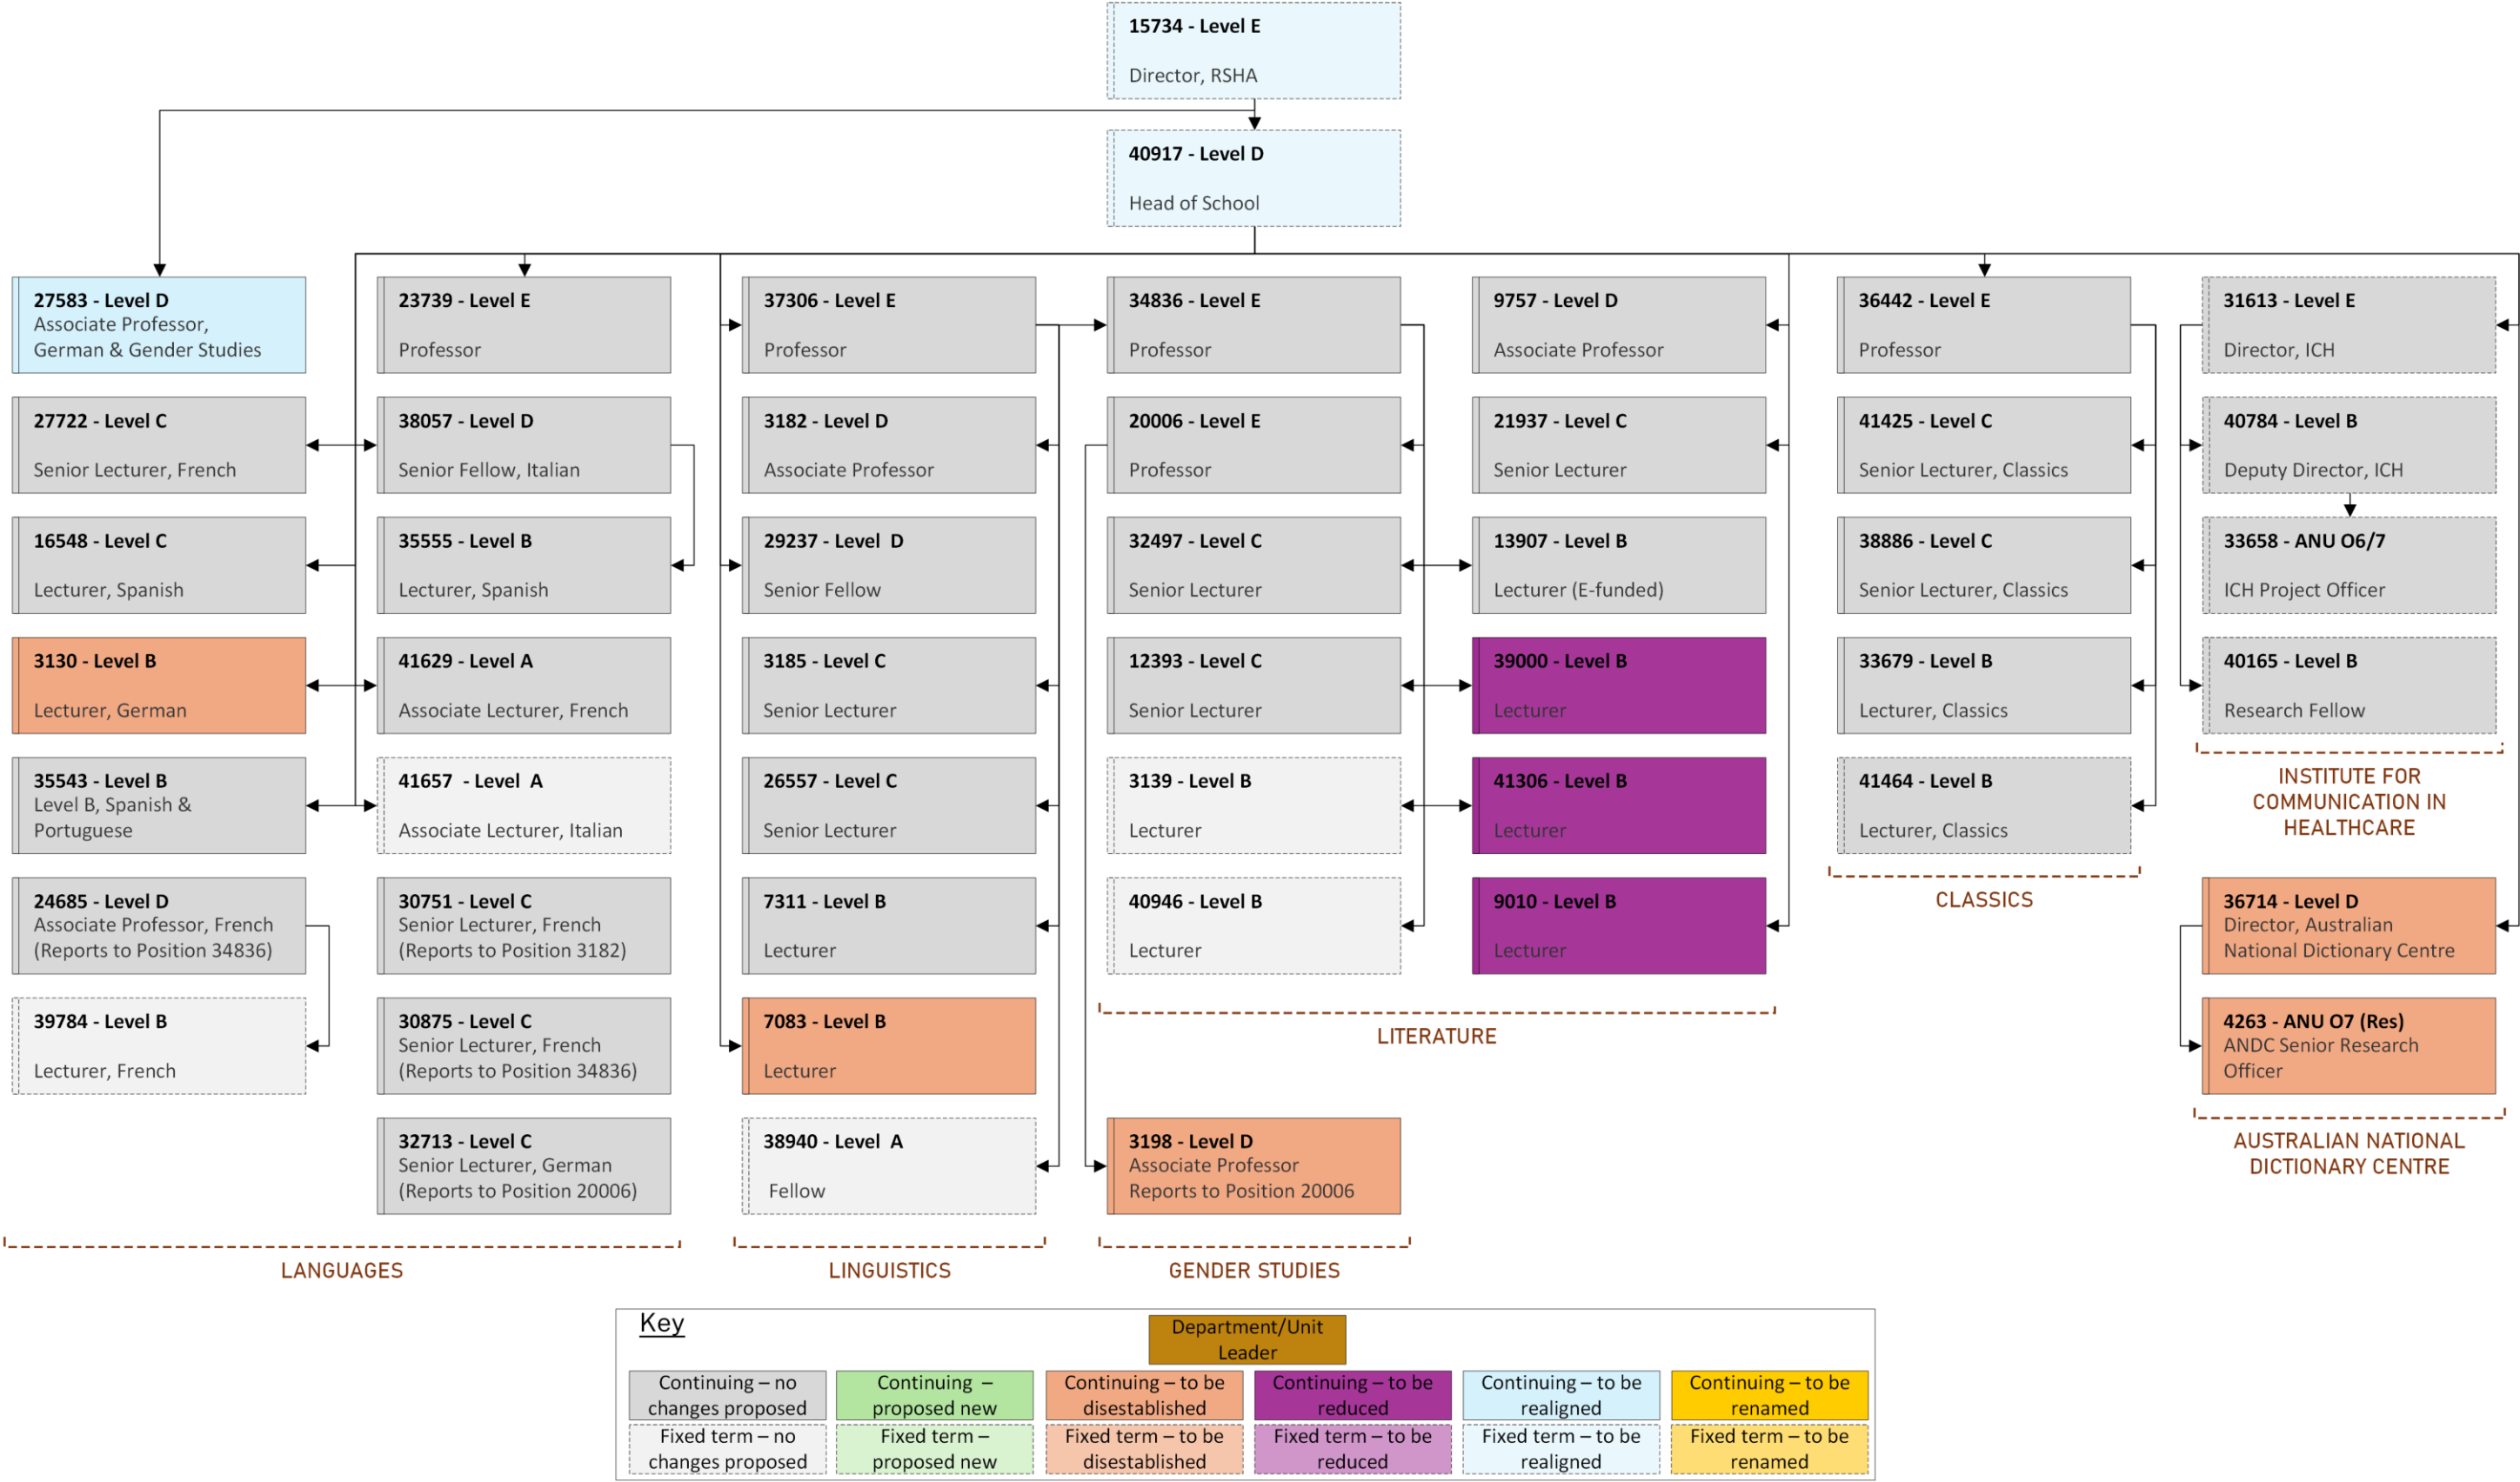 15734 - Level E
Director, RSHA
40917 - Level D
Head of School
27583 - Level D
Associate Professor,
German & Gender Studies
27722 - Level C
Senior Lecturer, French
16548 - Level C
Lecturer, Spanish
3130 - Level B
Lecturer, German
35543 - Level B
Level B, Spanish &
Portuguese
24685 - Level D
Associate Professor, French
(Reports to Position 34836)
39784 - Level B
Lecturer, French
23739 - Level E
Professor
38057 - Level D
Senior Fellow, Italian
35555 - Level B
Lecturer, Spanish
41629 - Level A
Associate Lecturer, French
41657 - Level A
Associate Lecturer, Italian
30751 - Level C
Senior Lecturer, French
(Reports to Position 3182)
30875 - Level C
Senior Lecturer, French
(Reports to Position 34836)
32713 - Level C
Senior Lecturer, German
(Reports to Position 20006)
LANGUAGES
37306 - Level E
Professor
3182 - Level D
Associate Professor
29237 - Level D
Senior Fellow
3185 - Level C
Senior Lecturer
26557 - Level C
Senior Lecturer
7311 - Level B
Lecturer
7083 - Level B
Lecturer
38940 - Level A
Fellow
LINGUISTICS
34836 - Level E
Professor
20006 - Level E
Professor
32497 - Level C
Senior Lecturer
12393 - Level C
Senior Lecturer
3139 - Level B
Lecturer
40946 - Level B
Lecturer
9757 - Level D
Associate Professor
21937 - Level C
Senior Lecturer
13907 - Level B
Lecturer (E-funded)
39000 - Level B
Lecturer
41306 - Level B
Lecturer
9010 - Level B
Lecturer
LITERATURE
3198 - Level D
Associate Professor
Reports to Position 20006
GENDER STUDIES
36442 - Level E
Professor
41425 - Level C
Senior Lecturer, Classics
38886 - Level C
Senior Lecturer, Classics
33679 - Level B
Lecturer, Classics
41464 - Level B
Lecturer, Classics
CLASSICS
31613 - Level E
Director, ICH
40784 - Level B
Deputy Director, ICH
33658 - ANU O6/7
ICH Project Officer
40165 - Level B
Research Fellow
INSTITUTE FOR
COMMUNICATION IN
HEALTHCARE
36714 - Level D
Director, Australian
National Dictionary Centre
4263 - ANU O7 (Res)
ANDC Senior Research
Officer
AUSTRALIAN NATIONAL
DICTIONARY CENTRE
Key
Department/Unit
Leader
Continuing – no
changes proposed
Continuing –
proposed new
Continuing – to be
disestablished
Continuing – to be
reduced
Continuing – to be
realigned
Continuing – to be
renamed
Fixed term – no
changes proposed
Fixed term –
proposed new
Fixed term – to be
disestablished
Fixed term – to be
reduced
Fixed term – to be
realigned
Fixed term – to be
renamed